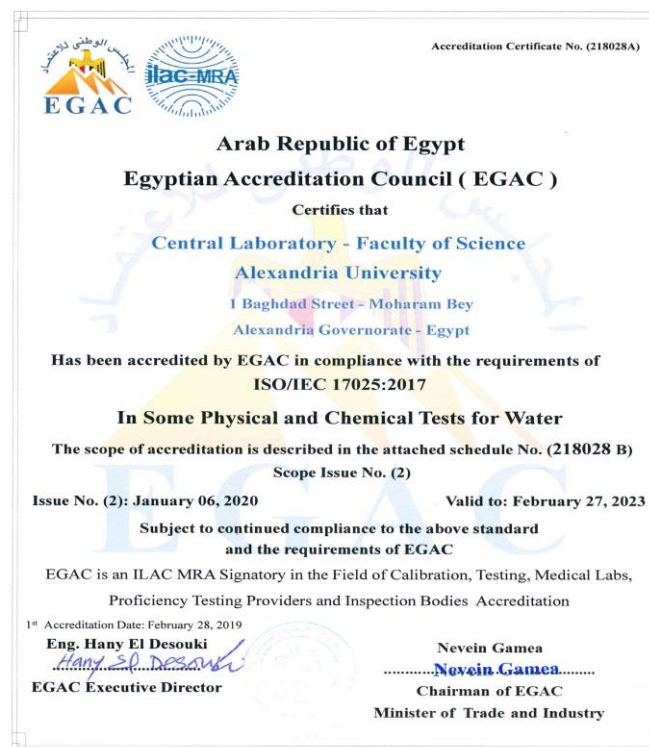 Accreditation Certificate No. (218028A)
المجلس الوطنى للاعتماد
EGAC
ilac-MRA
Arab Republic of Egypt
Egyptian Accreditation Council ( EGAC )
Certifies that
Central Laboratory - Faculty of Science
Alexandria University
1 Baghdad Street - Moharam Bey
Alexandria Governorate - Egypt
Has been accredited by EGAC in compliance with the requirements of
ISO/IEC 17025:2017
In Some Physical and Chemical Tests for Water
The scope of accreditation is described in the attached schedule No. (218028 B)
Scope Issue No. (2)
Issue No. (2): January 06, 2020 Valid to: February 27, 2023
Subject to continued compliance to the above standard
and the requirements of EGAC
EGAC is an ILAC MRA Signatory in the Field of Calibration, Testing, Medical Labs,
Proficiency Testing Providers and Inspection Bodies Accreditation
1st Accreditation Date: February 28, 2019
Eng. Hany El Desouki
Hany El Desouki
EGAC Executive Director
Nevein Gamea
Nevein Gamea
Chairman of EGAC
Minister of Trade and Industry